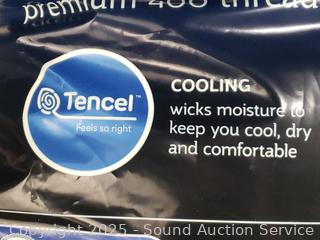 premium 400 thread
Tencel™
Feels so right
COOLING
wicks moisture to
keep you cool, dry
and comfortable
Copyright 2025 - Sound Auction Service